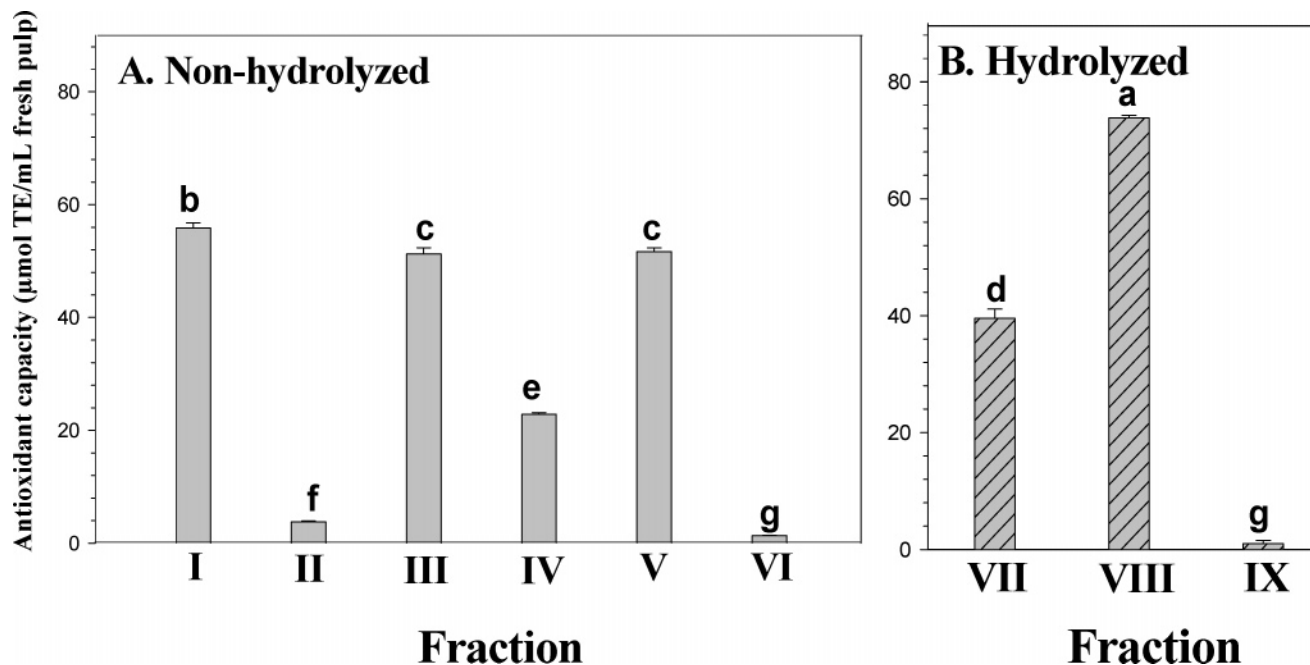 Antioxidant capacity (µmol TE/mL fresh pulp)
A. Non-hydrolyzed
80
60
40
20
0
b
f
c
e
c
g
I
II
III
IV
V
VI
Fraction
B. Hydrolyzed
80
60
40
20
0
d
a
g
VII
VIII
IX
Fraction